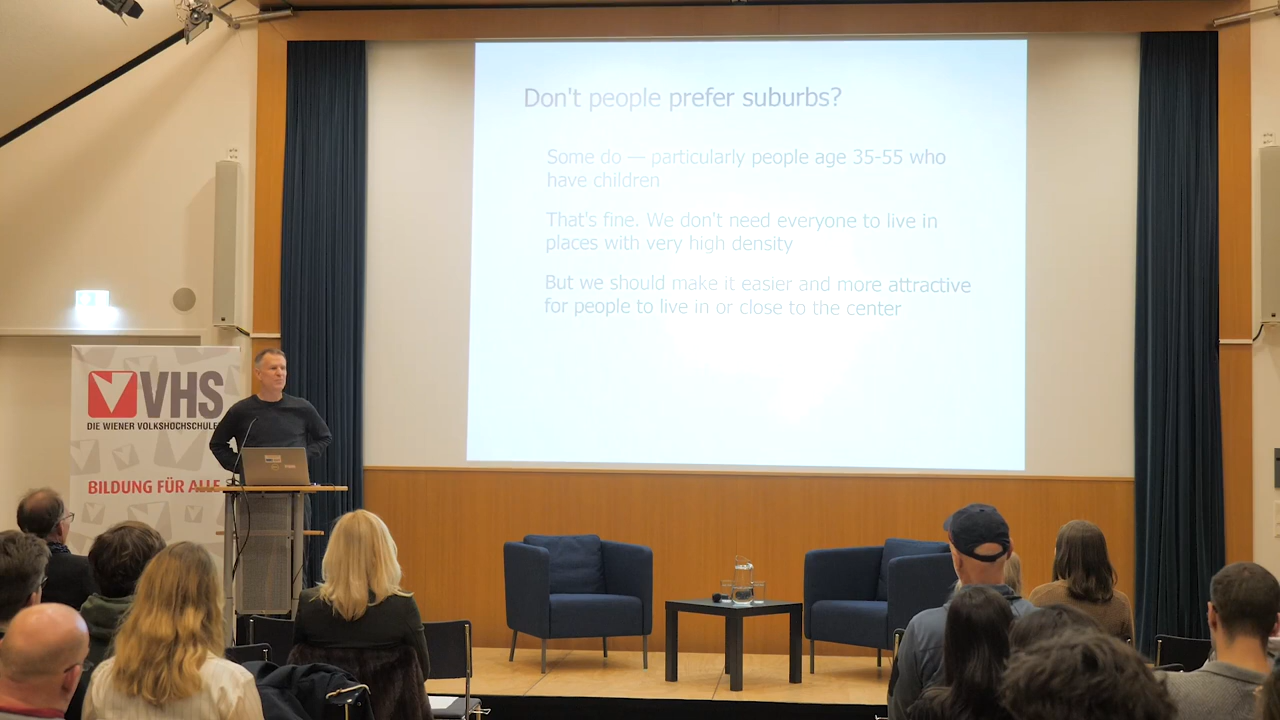 Don't people prefer suburbs?
Some do — particularly people age 35-55 who
have children
That's fine. We don't need everyone to live in
places with very high density
But we should make it easier and more attractive
for people to live in or close to the center
VHS
DIE WIENER VOLKSHOCHSCHULE
BILDUNG FÜR ALLE